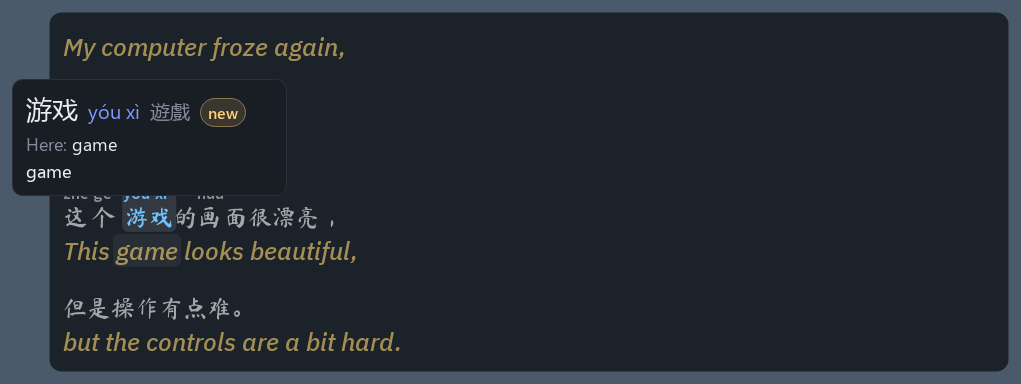 My computer froze again,
游戏 yóu xì 遊戲 new
Here: game
game
这个游戏的画面很漂亮，
This game looks beautiful,
但是操作有点难。
but the controls are a bit hard.